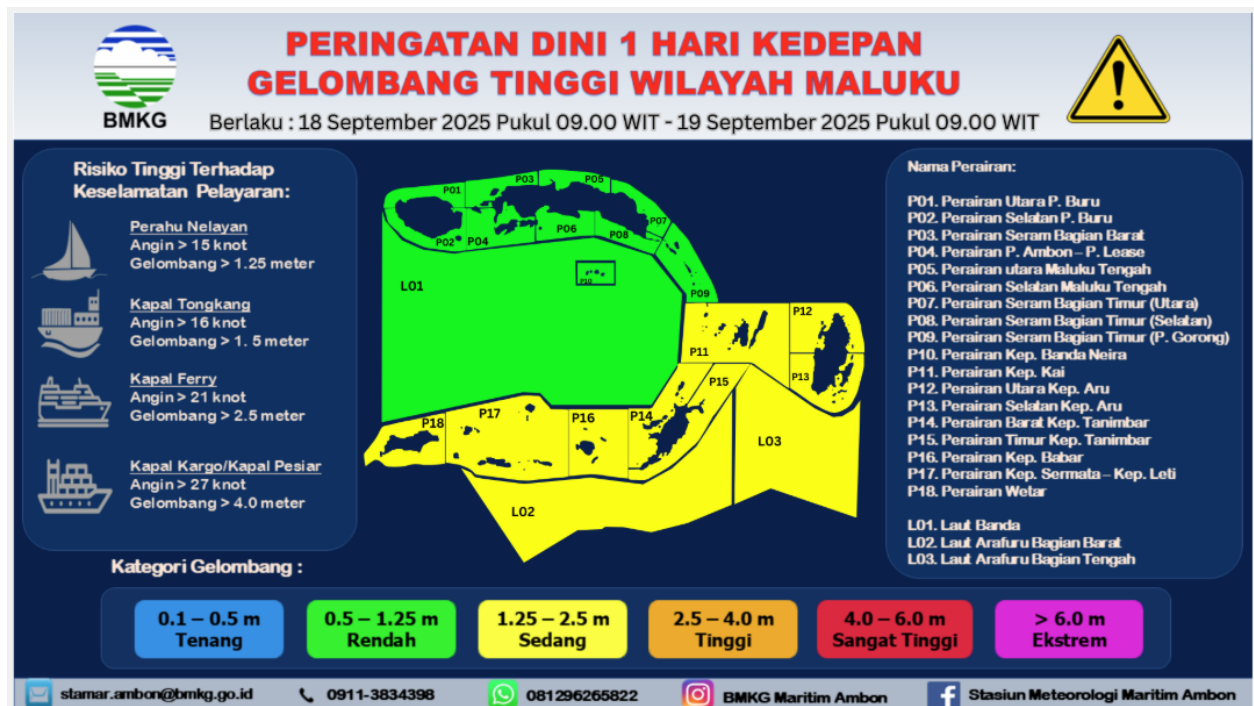 BMKG
PERINGATAN DINI 1 HARI KEDEPAN
GELOMBANG TINGGI WILAYAH MALUKU
Berlaku : 18 September 2025 Pukul 09.00 WIT - 19 September 2025 Pukul 09.00 WIT
Risiko Tinggi Terhadap
Keselamatan Pelayaran:
Perahu Nelayan
Angin > 15 knot
Gelombang > 1.25 meter
Kapal Tongkang
Angin > 16 knot
Gelombang > 1. 5 meter
Kapal Ferry
Angin > 21 knot
Gelombang > 2.5 meter
Kapal Kargo/Kapal Pesiar
Angin > 27 knot
Gelombang > 4.0 meter
P01
P03
P05
P02
P04
P06
P08
P07
L01
P10
P09
P12
P11
P13
P15
P18
P17
P16
P14
L03
L02
Nama Perairan:
P01. Perairan Utara P. Buru
P02. Perairan Selatan P. Buru
P03. Perairan Seram Bagian Barat
P04. Perairan P. Ambon – P. Lease
P05. Perairan utara Maluku Tengah
P06. Perairan Selatan Maluku Tengah
P07. Perairan Seram Bagian Timur (Utara)
P08. Perairan Seram Bagian Timur (Selatan)
P09. Perairan Seram Bagian Timur (P. Gorong)
P10. Perairan Kep. Banda Neira
P11. Perairan Kep. Kai
P12. Perairan Utara Kep. Aru
P13. Perairan Selatan Kep. Aru
P14. Perairan Barat Kep. Tanimbar
P15. Perairan Timur Kep. Tanimbar
P16. Perairan Kep. Babar
P17. Perairan Kep. Sermata – Kep. Leti
P18. Perairan Wetar
L01. Laut Banda
L02. Laut Arafuru Bagian Barat
L03. Laut Arafuru Bagian Tengah
Kategori Gelombang :
0.1 – 0.5 m
Tenang
0.5 – 1.25 m
Rendah
1.25 – 2.5 m
Sedang
2.5 – 4.0 m
Tinggi
4.0 – 6.0 m
Sangat Tinggi
> 6.0 m
Ekstrem
stamar.ambon@bmkg.go.id
0911-3834398
081296265822
BMKG Maritim Ambon
Stasiun Meteorologi Maritim Ambon